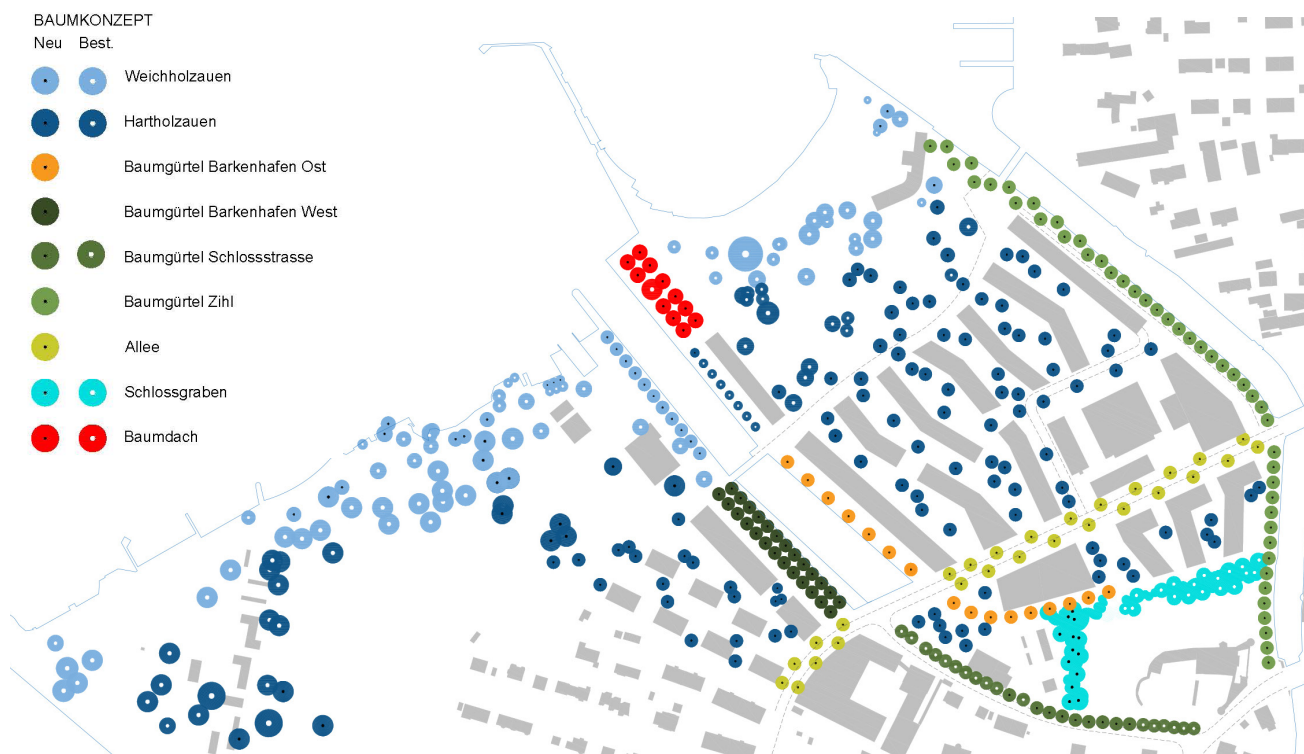 BAUMKONZEPT
Neu Best.
Weichholzauen
Hartholzauen
Baumgürtel Barkenhafen Ost
Baumgürtel Barkenhafen West
Baumgürtel Schlossstrasse
Baumgürtel Zihl
Allee
Schlossgraben
Baumdach